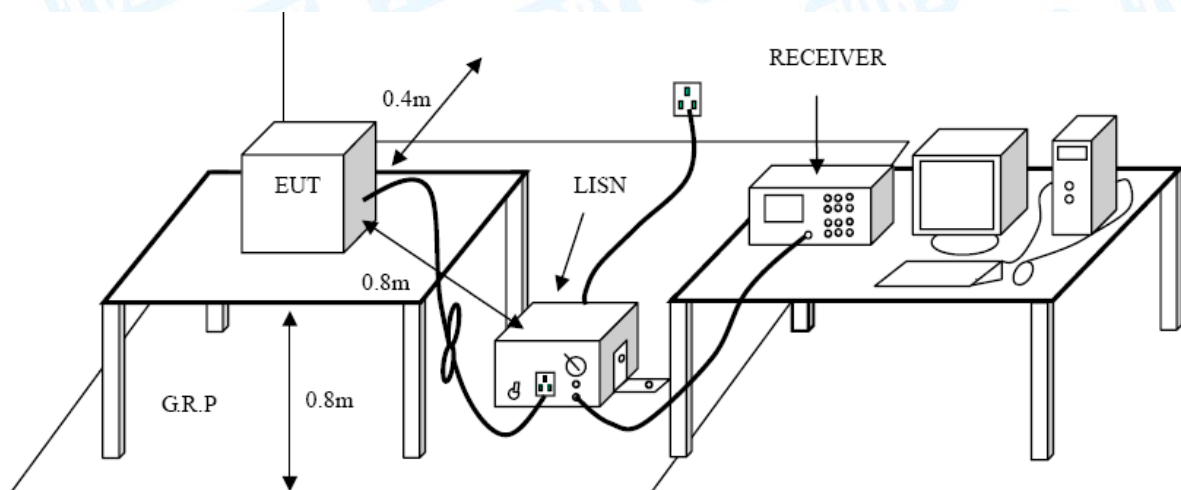 RECEIVER
0.4m
EUT
LISN
0.8m
G.R.P
0.8m